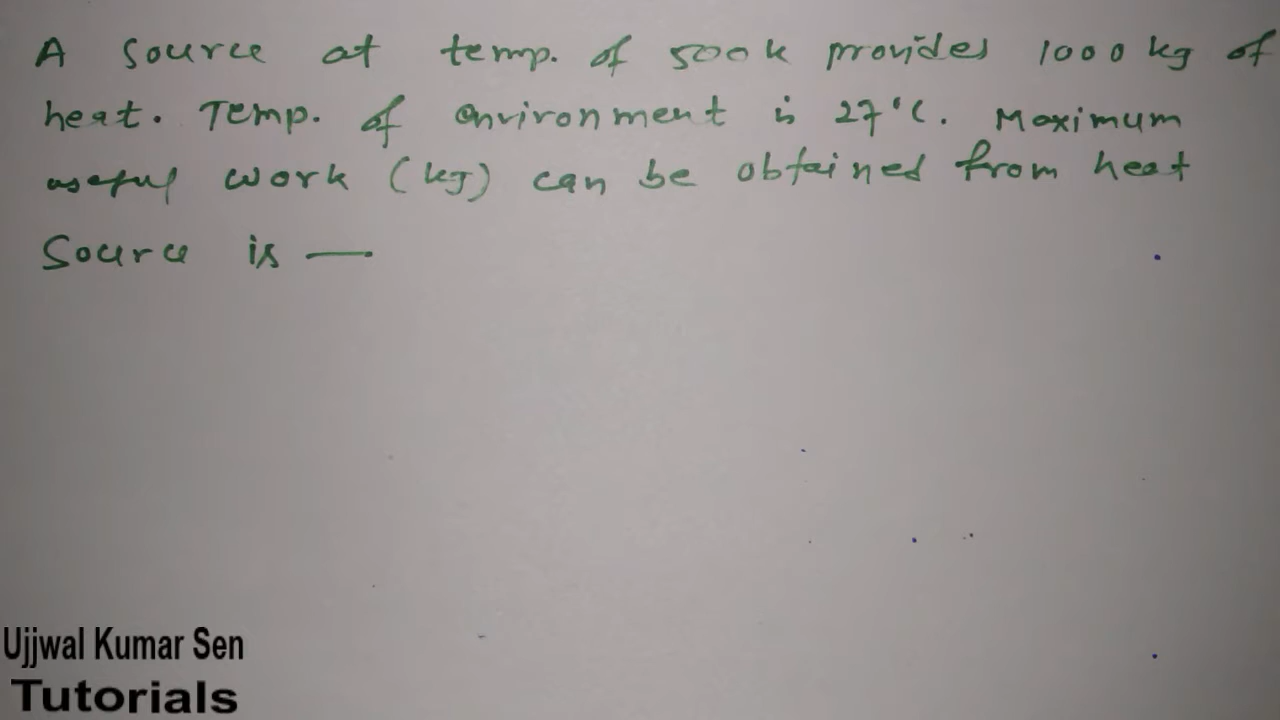 A source at temp. of 500k provides 1000 kg of
heat. Temp. of environment is 27°C. Maximum
useful work (kg) can be obtained from heat
Source is —
Ujjwal Kumar Sen
Tutorials